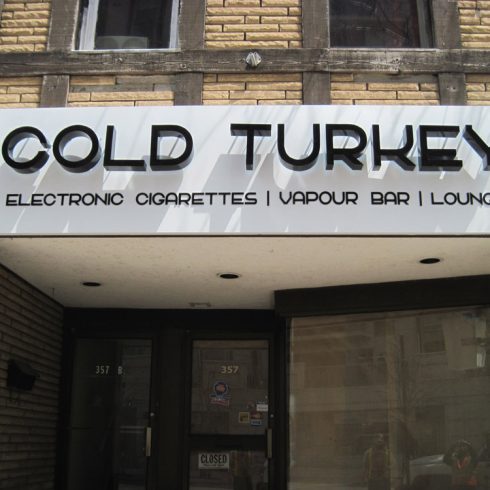 COLD TURKEY
ELECTRONIC CIGARETTES | VAPOUR BAR | LOUNG
357 B
357
CLOSED